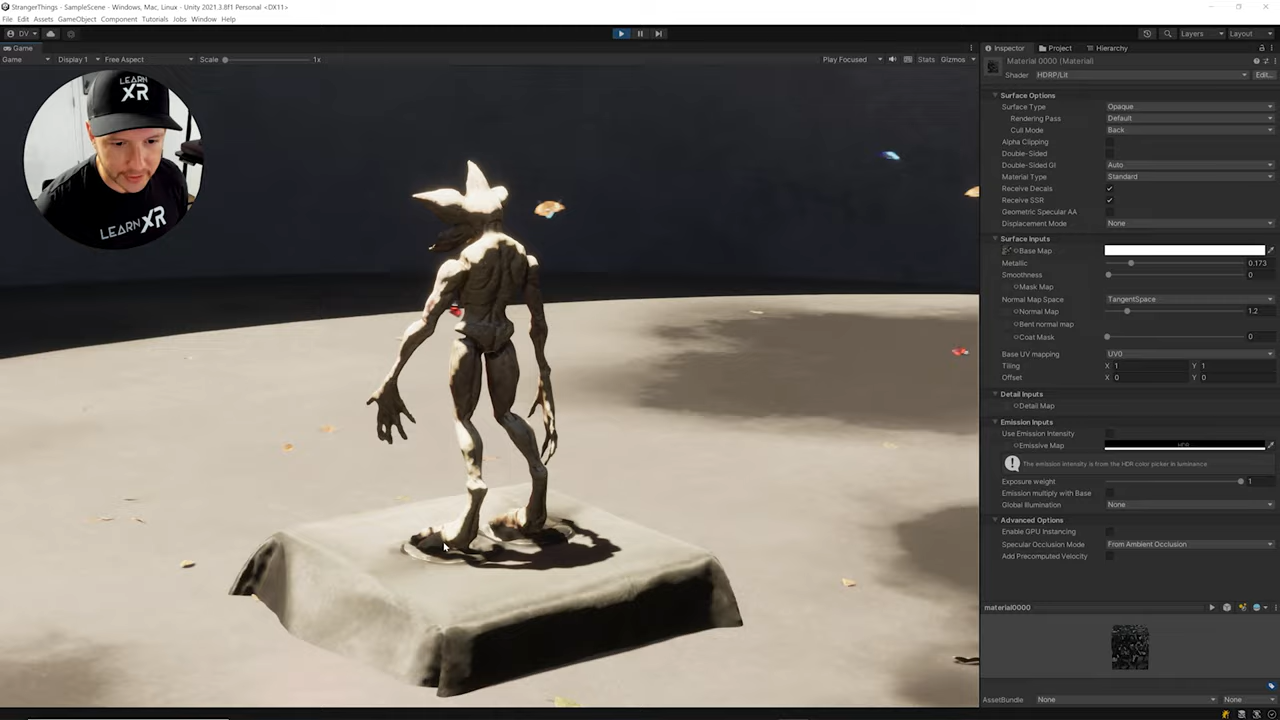 StrangerThings - SampleScene - Windows, Mac, Linux - Unity 2021.3.8f1 Personal <DX11>
File Edit Assets GameObject Component Tutorials Jobs Window Help
DV Layers Layout
Game Inspector Project Hierarchy
Game Display 1 Free Aspect Scale 1x Play Focused Stats Gizmos
Material 0000 (Material)
Shader HDRP/Lit Edit...
LEARN
XR
LEARN XR
Surface Options
Surface Type Opaque
Rendering Pass Default
Cull Mode Back
Alpha Clipping
Double-Sided
Double-Sided GI Auto
Material Type Standard
Receive Decals
Receive SSR
Geometric Specular AA
Displacement Mode None
Surface Inputs
Base Map
Metallic 0.173
Smoothness 0
Mask Map
Normal Map Space TangentSpace
Normal Map 1.2
Bent normal map
Coat Mask 0
Base UV mapping UV0
Tiling X 1 Y 1
Offset X 0 Y 0
Detail Inputs
Detail Map
Emission Inputs
Use Emission Intensity
Emissive Map HDR
The emission intensity is from the HDR color picker in luminance
Exposure weight 1
Emission multiply with Base
Global Illumination None
Advanced Options
Enable GPU Instancing
Specular Occlusion Mode From Ambient Occlusion
Add Precomputed Velocity
material0000
AssetBundle None None